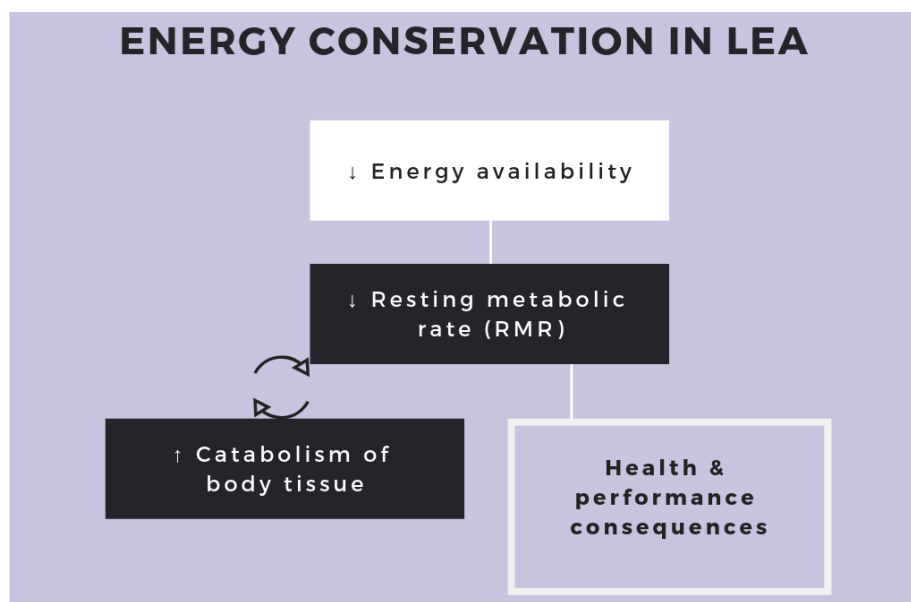 ENERGY CONSERVATION IN LEA
↓ Energy availability
↓ Resting metabolic
rate (RMR)
↑ Catabolism of
body tissue
Health &
performance
consequences